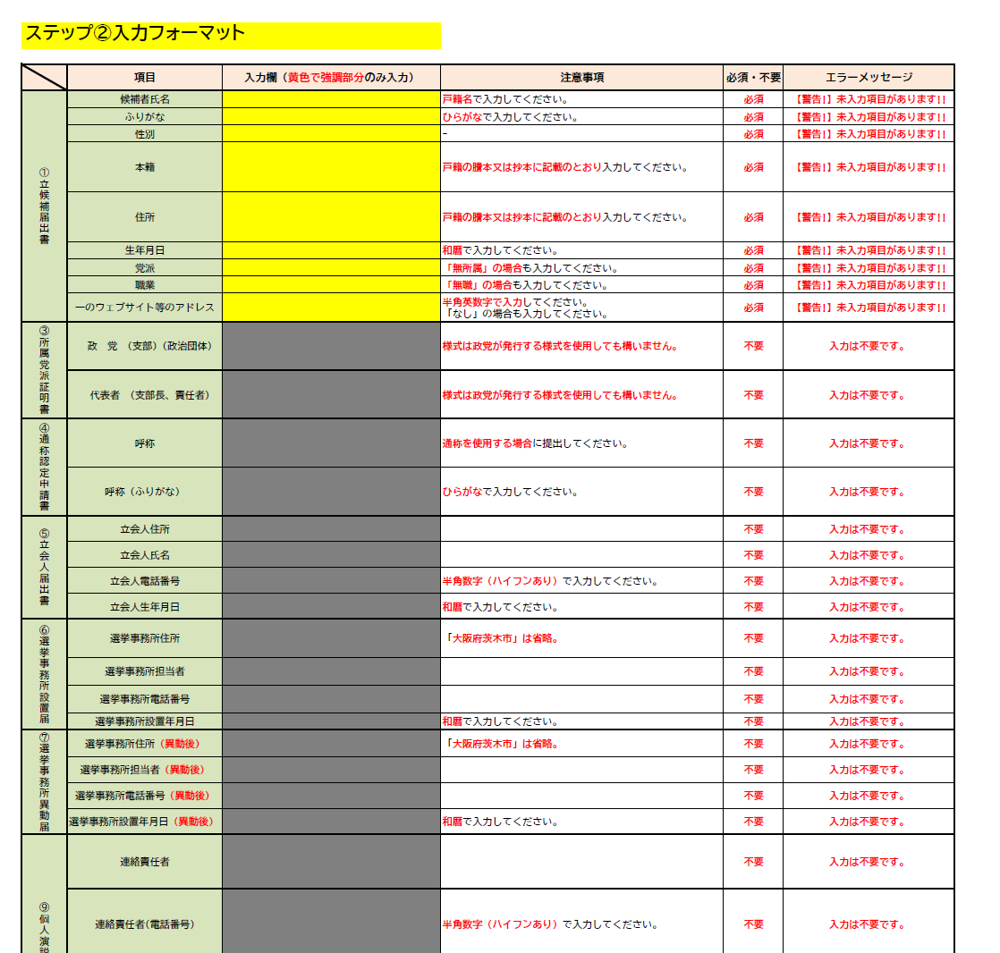 ステップ②入力フォーマット
項目 入力欄（黄色で強調部分のみ入力） 注意事項 必須・不要 エラーメッセージ
①立候補届出書
候補者氏名 戸籍名で入力してください。 必須 【警告!】未入力項目があります!!
ふりがな ひらがなで入力してください。 必須 【警告!】未入力項目があります!!
性別 － 必須 【警告!】未入力項目があります!!
本籍 戸籍の謄本又は抄本に記載のとおり入力してください。 必須 【警告!】未入力項目があります!!
住所 戸籍の謄本又は抄本に記載のとおり入力してください。 必須 【警告!】未入力項目があります!!
生年月日 和暦で入力してください。 必須 【警告!】未入力項目があります!!
党派 「無所属」の場合も入力してください。 必須 【警告!】未入力項目があります!!
職業 「無職」の場合も入力してください。 必須 【警告!】未入力項目があります!!
一のウェブサイト等のアドレス 半角英数字で入力してください。 必須 【警告!】未入力項目があります!!
「なし」の場合も入力してください。
③所属党派証明書
政　党　（支部）（政治団体） 様式は政党が発行する様式を使用しても構いません。 不要 入力は不要です。
代表者　（支部長、責任者） 様式は政党が発行する様式を使用しても構いません。 不要 入力は不要です。
④通称認定申請書
呼称 通称を使用する場合に提出してください。 不要 入力は不要です。
呼称（ふりがな） ひらがなで入力してください。 不要 入力は不要です。
⑤立会人届出書
立会人住所 不要 入力は不要です。
立会人氏名 不要 入力は不要です。
立会人電話番号 半角数字（ハイフンあり）で入力してください。 不要 入力は不要です。
立会人生年月日 和暦で入力してください。 不要 入力は不要です。
⑥選挙事務所設置届
選挙事務所住所 「大阪府茨木市」は省略。 不要 入力は不要です。
選挙事務所担当者 不要 入力は不要です。
選挙事務所電話番号 不要 入力は不要です。
選挙事務所設置年月日 和暦で入力してください。 不要 入力は不要です。
⑦選挙事務所異動届
選挙事務所住所（異動後） 「大阪府茨木市」は省略。 不要 入力は不要です。
選挙事務所担当者（異動後） 不要 入力は不要です。
選挙事務所電話番号（異動後） 不要 入力は不要です。
選挙事務所設置年月日（異動後） 和暦で入力してください。 不要 入力は不要です。
⑨個人演説
連絡責任者 不要 入力は不要です。
連絡責任者(電話番号) 半角数字（ハイフンあり）で入力してください。 不要 入力は不要です。